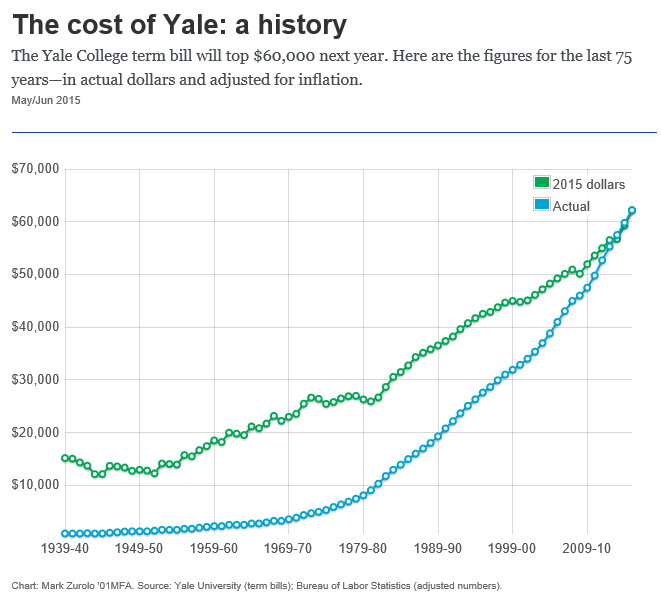 The cost of Yale: a history
The Yale College term bill will top $60,000 next year. Here are the figures for the last 75
years—in actual dollars and adjusted for inflation.
May/Jun 2015
$70,000
2015 dollars
Actual
$60,000
$50,000
$40,000
$30,000
$20,000
$10,000
1939-40 1949-50 1959-60 1969-70 1979-80 1989-90 1999-00 2009-10
Chart: Mark Zurolo '01MFA. Source: Yale University (term bills); Bureau of Labor Statistics (adjusted numbers).